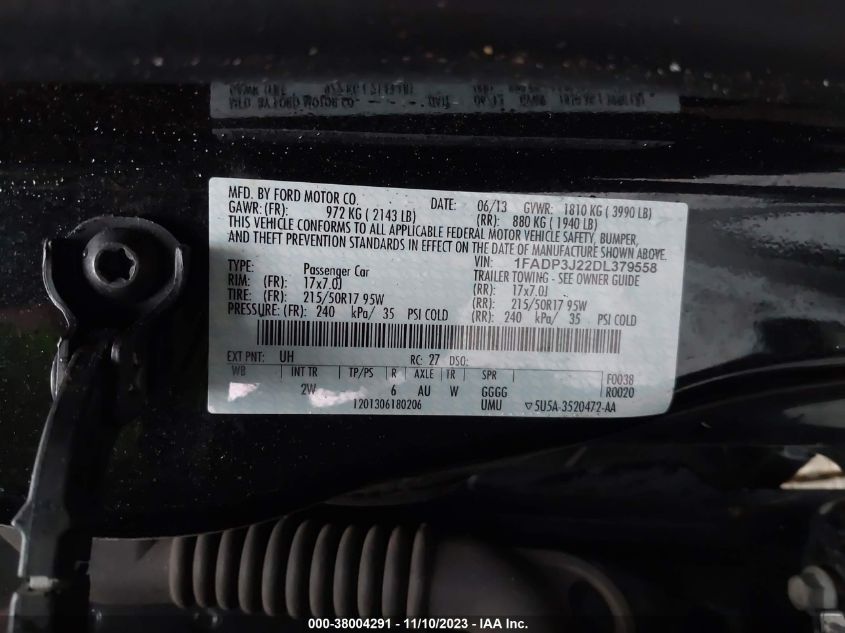 MFD. BY FORD MOTOR CO. DATE: 06/13 GVWR: 1810 KG ( 3990 LB)
GAWR: (FR): 972 KG ( 2143 LB) (RR): 880 KG ( 1940 LB)
THIS VEHICLE CONFORMS TO ALL APPLICABLE FEDERAL MOTOR VEHICLE SAFETY, BUMPER,
AND THEFT PREVENTION STANDARDS IN EFFECT ON THE DATE OF MANUFACTURE SHOWN ABOVE.
VIN: 1FADP3J22DL379558
TYPE: Passenger Car TRAILER TOWING - SEE OWNER GUIDE
RIM: (FR): 17x7.0J (RR): 17x7.0J
TIRE: (FR): 215/50R17 95W (RR): 215/50R17 95W
PRESSURE: (FR): 240 kPa/ 35 PSI COLD (RR): 240 kPa/ 35 PSI COLD
EXT PNT: UH RC: 27 DSO:
WB INT TR TP/PS R AXLE TR SPR F0038
2W 6 AU W GGGG R0020
1201306180206 UMU ▽5U5A-3520472-AA
000-38004291 - 11/10/2023 - IAA Inc.